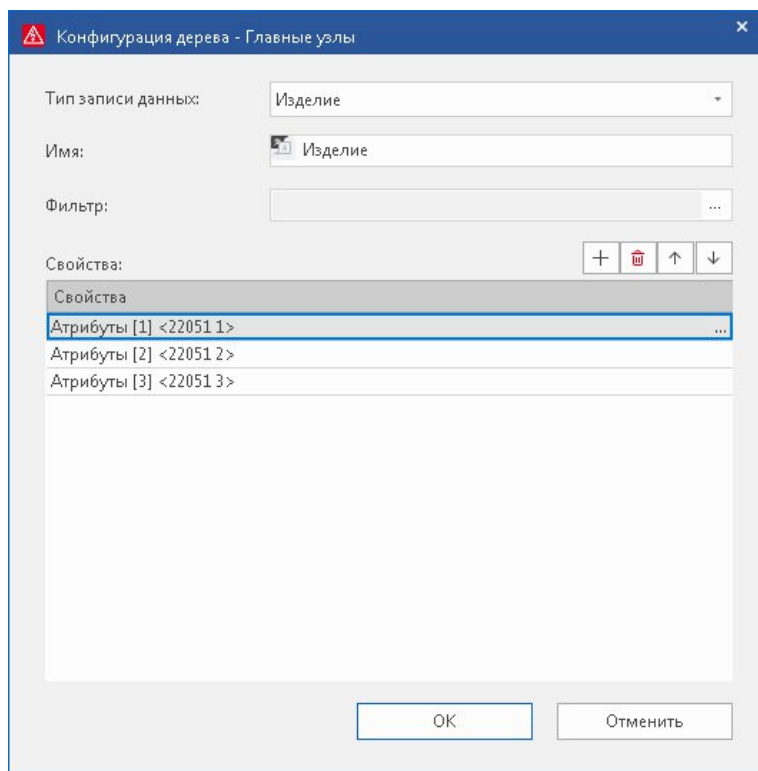 Конфигурация дерева - Главные узлы
Тип записи данных: Изделие
Имя: Изделие
Фильтр: ...
Свойства:
Свойства
Атрибуты [1] <22051 1> ...
Атрибуты [2] <22051 2>
Атрибуты [3] <22051 3>
OK Отменить